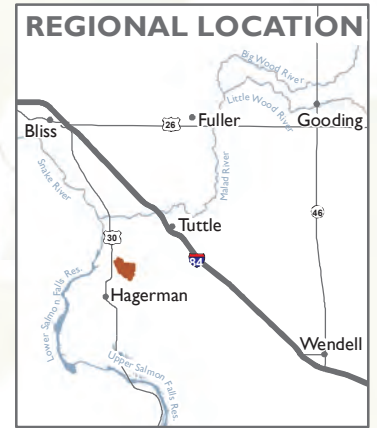 REGIONAL LOCATION
Big Wood River
Little Wood River
Bliss
26
Fuller
Gooding
Snake River
Malad River
46
Tuttle
30
84
Hagerman
Lower Salmon Falls Res.
Wendell
Upper Salmon Falls Res.